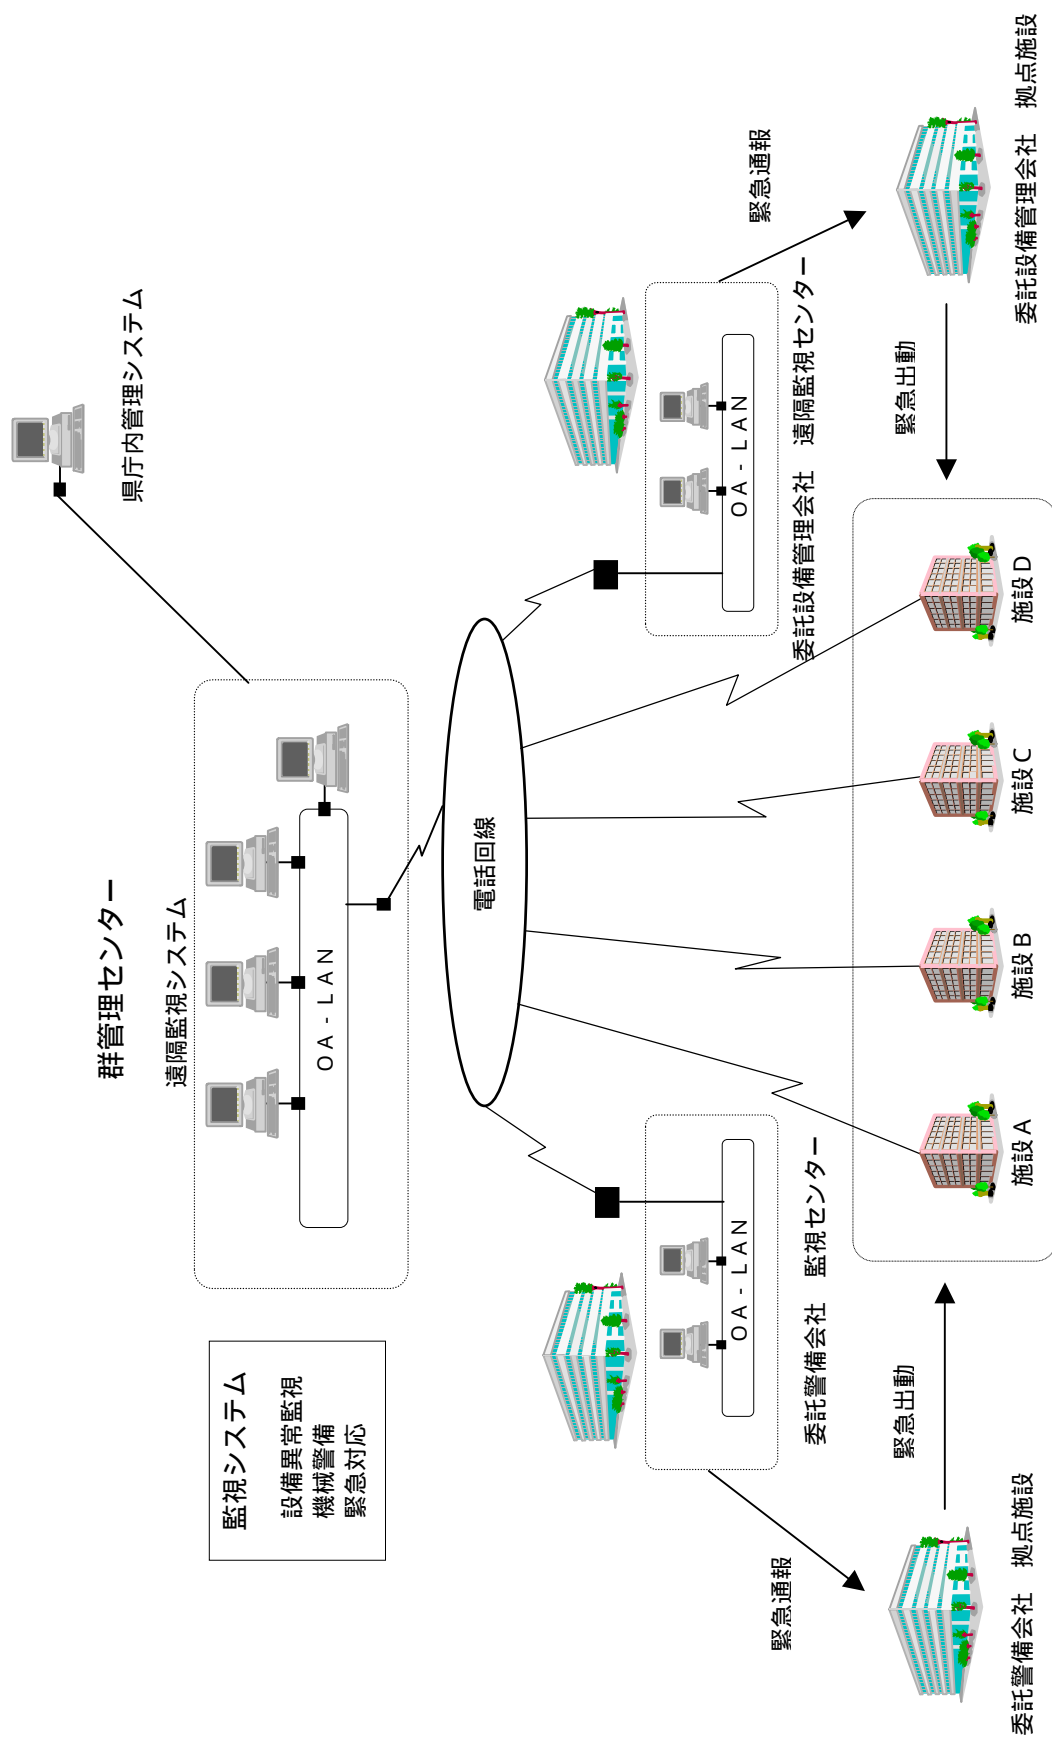 監視システム
設備異常監視
機械警備
緊急対応
群管理センター
遠隔監視システム
OA-LAN
県庁内管理システム
電話回線
OA-LAN
委託警備会社 監視センター
OA-LAN
委託設備管理会社 遠隔監視センター
緊急通報
緊急通報
緊急出動
緊急出動
委託警備会社 拠点施設
施設A
施設B
施設C
施設D
委託設備管理会社 拠点施設